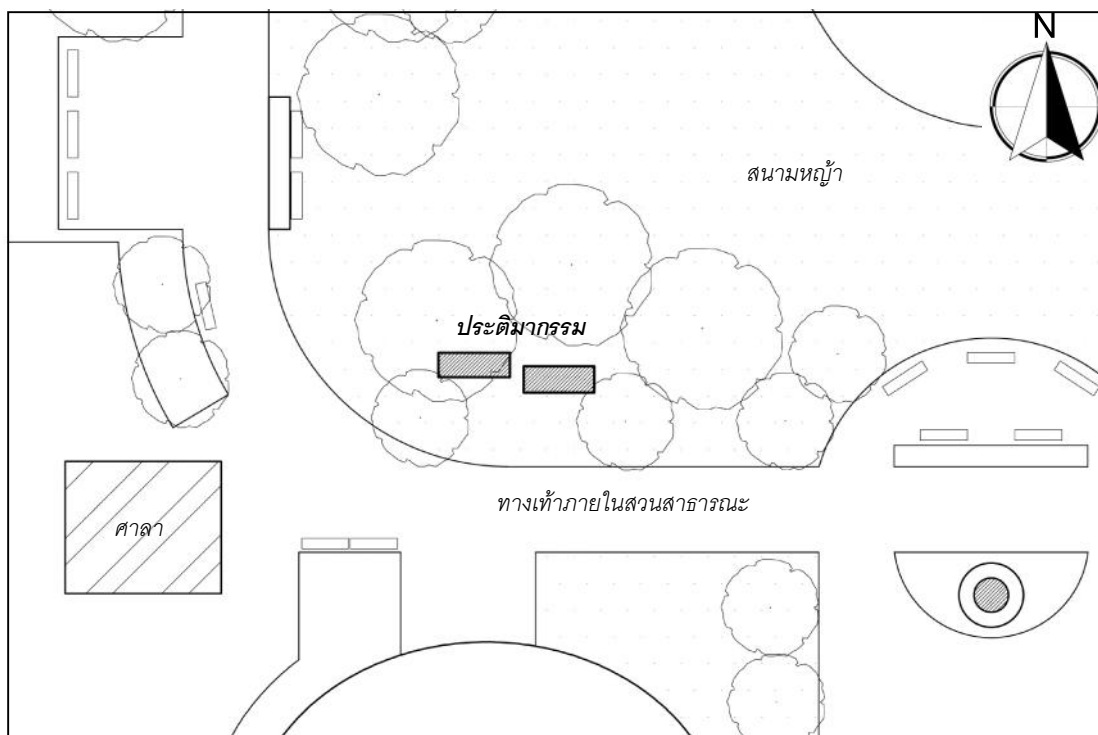 N
สนามหญ้า
ประติมากรรม
ทางเท้าภายในสวนสาธารณะ
ศาลา